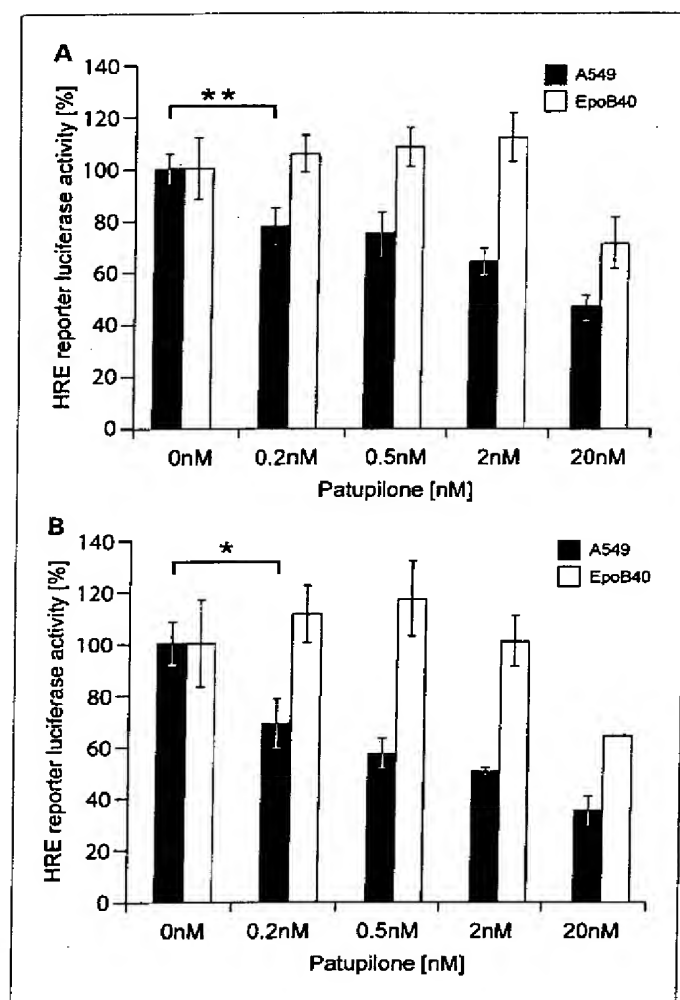 A
140
120
100
80
60
40
20
0
HRE reporter luciferase activity [%]
**
A549
EpoB40
0nM 0.2nM 0.5nM 2nM 20nM
Patupilone [nM]
B
140
120
100
80
60
40
20
0
HRE reporter luciferase activity [%]
*
A549
EpoB40
0nM 0.2nM 0.5nM 2nM 20nM
Patupilone [nM]